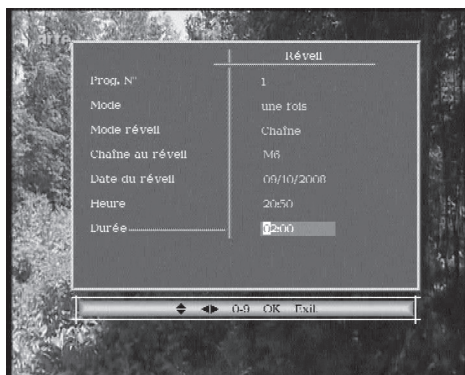 arte
Réveil
Prog. N° 1
Mode une fois
Mode réveil Chaîne
Chaîne au réveil M6
Date du réveil 09/10/2008
Heure 20:50
Durée 02:00
0-9 OK Exit